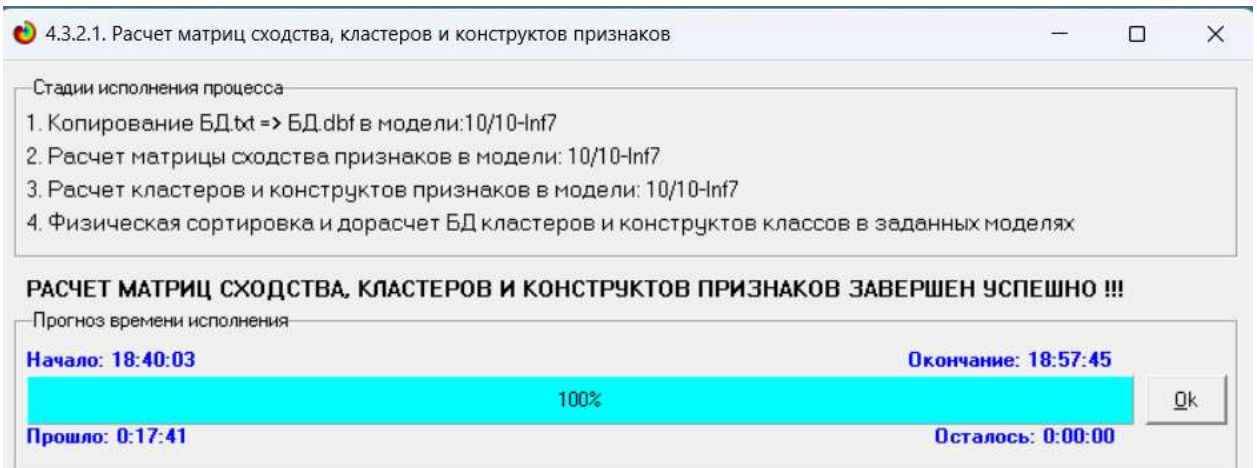 4.3.2.1. Расчет матриц сходства, кластеров и конструктов признаков
Стадии исполнения процесса
1. Копирование БД.txt => БД.dbf в модели:10/10-Inf7
2. Расчет матрицы сходства признаков в модели: 10/10-Inf7
3. Расчет кластеров и конструктов признаков в модели: 10/10-Inf7
4. Физическая сортировка и дорасчет БД кластеров и конструктов классов в заданных моделях
РАСЧЕТ МАТРИЦ СХОДСТВА, КЛАСТЕРОВ И КОНСТРУКТОВ ПРИЗНАКОВ ЗАВЕРШЕН УСПЕШНО !!!
Прогноз времени исполнения
Начало: 18:40:03 Окончание: 18:57:45
100% Ok
Прошло: 0:17:41 Осталось: 0:00:00